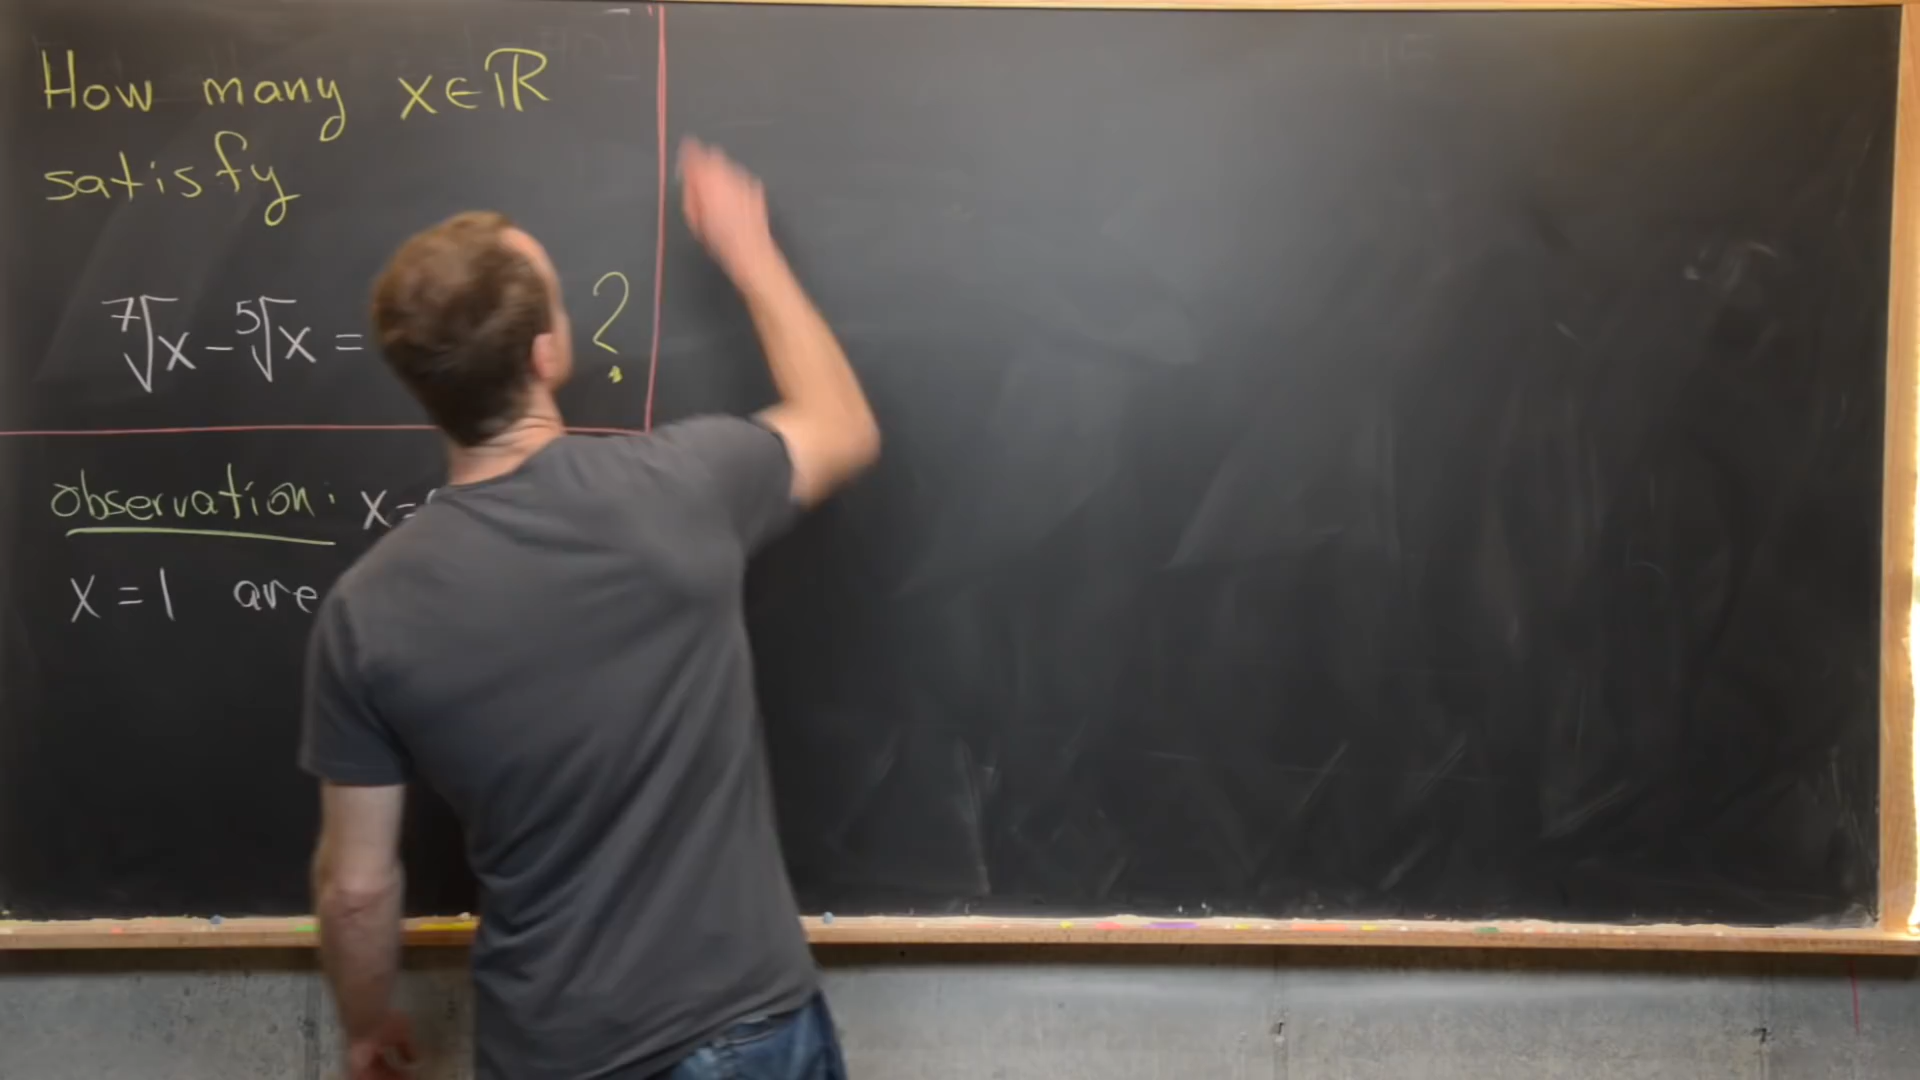 How many x∈ℝ
satisfy
⁷√x - ⁵√x = ?
observation: x=
x=1 are